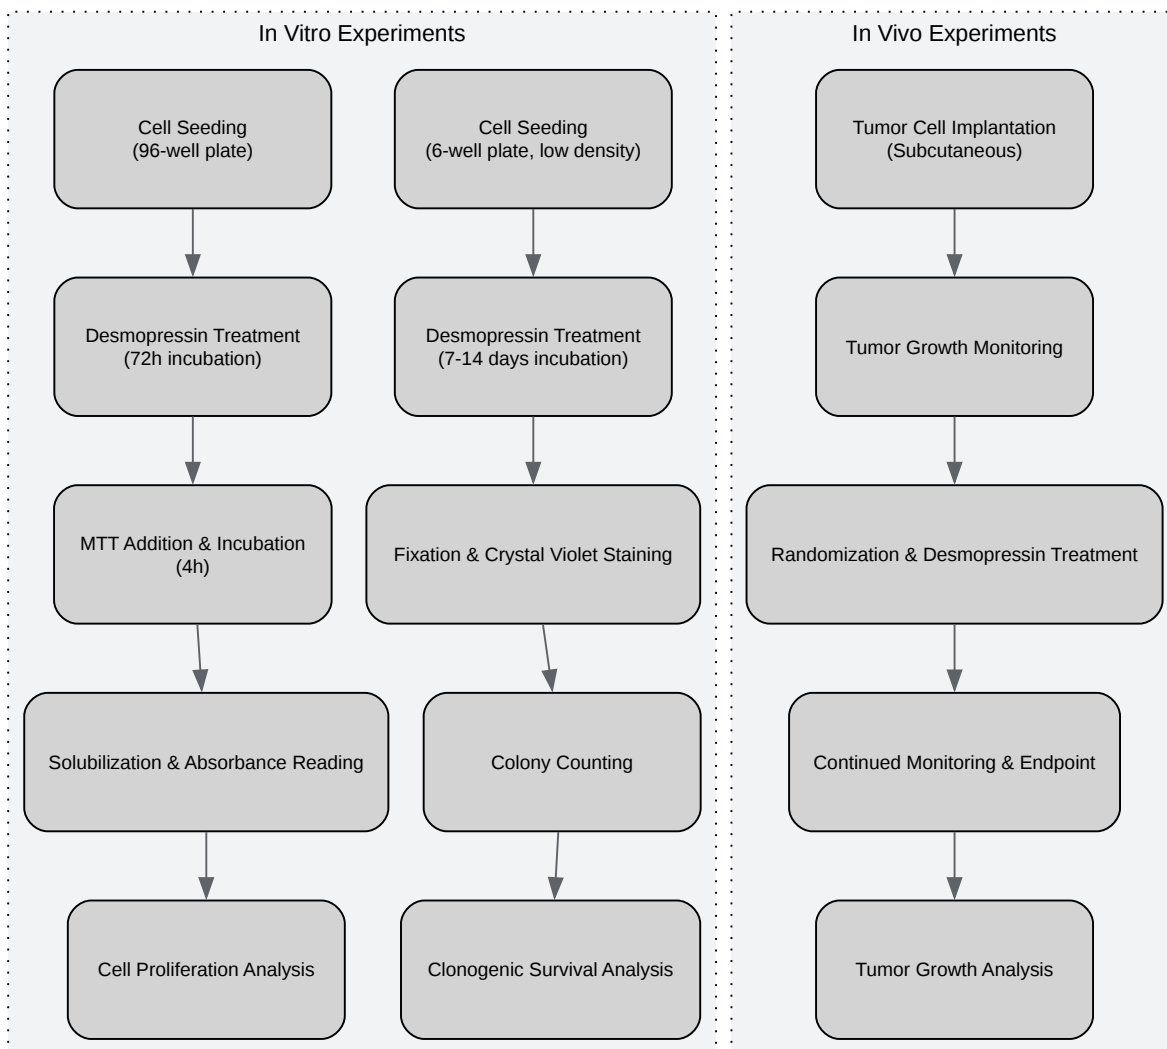 In Vitro Experiments
Cell Seeding
(96-well plate)
Desmopressin Treatment
(72h incubation)
MTT Addition & Incubation
(4h)
Solubilization & Absorbance Reading
Cell Proliferation Analysis
Cell Seeding
(6-well plate, low density)
Desmopressin Treatment
(7-14 days incubation)
Fixation & Crystal Violet Staining
Colony Counting
Clonogenic Survival Analysis
In Vivo Experiments
Tumor Cell Implantation
(Subcutaneous)
Tumor Growth Monitoring
Randomization & Desmopressin Treatment
Continued Monitoring & Endpoint
Tumor Growth Analysis